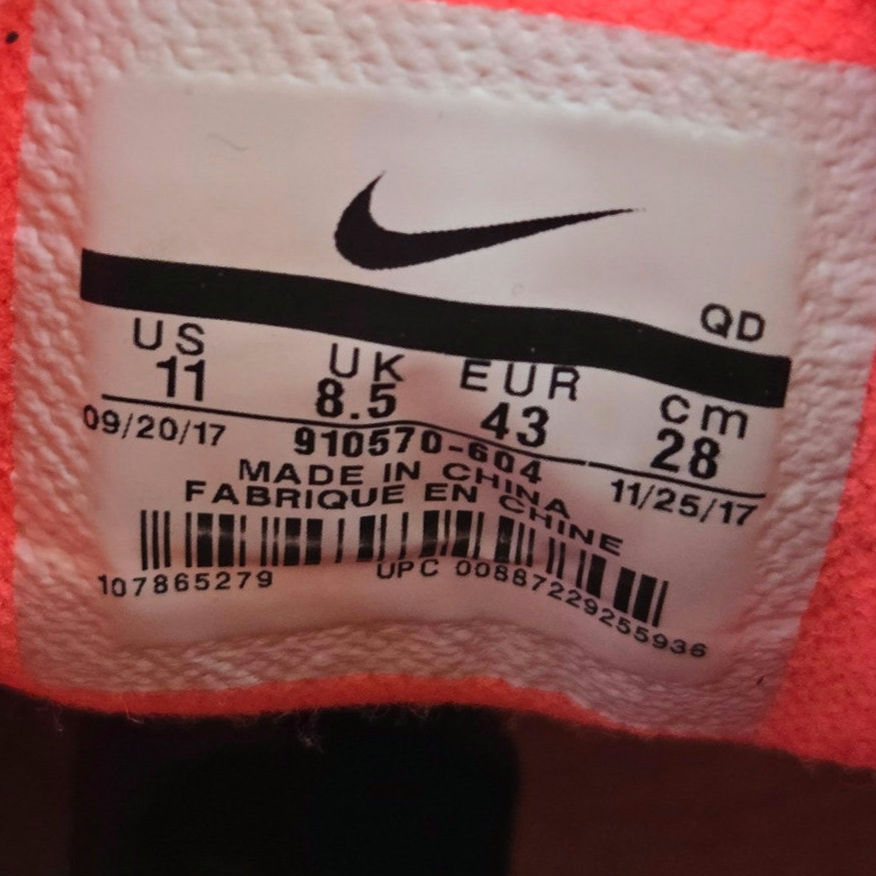 QD
US UK EUR cm
11 8.5 43 28
09/20/17 910570-604 11/25/17
MADE IN CHINA
FABRIQUE EN CHINE
107865279 UPC 00887229255936